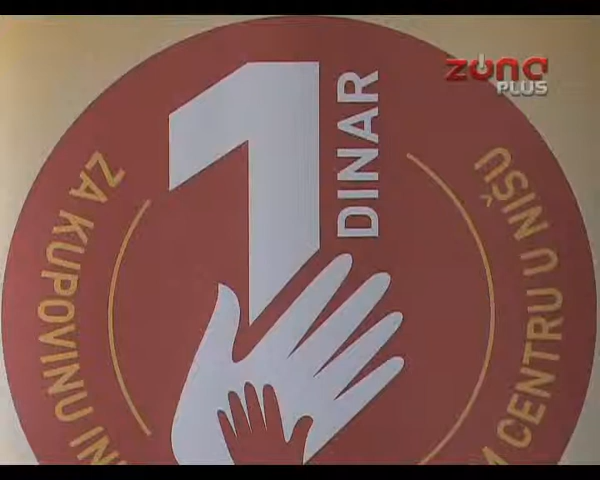 ZONA
PLUS
1
DINAR
ZA KUPOVINU
CENTRU U NIŠU